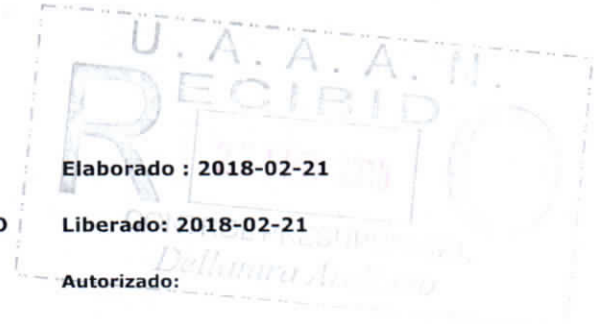 U. A. A. A. N.
RECIBIDO
Elaborado : 2018-02-21
O Liberado: 2018-02-21
Autorizado: